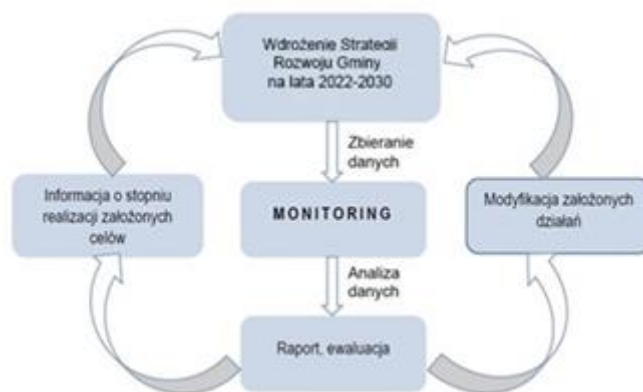 Wdrożenie Strategii
Rozwoju Gminy
na lata 2022-2030
Zbieranie
danych
Informacja o stopniu
realizacji założonych
celów
MONITORING
Modyfikacja założonych
działań
Analiza
danych
Raport, ewaluacja